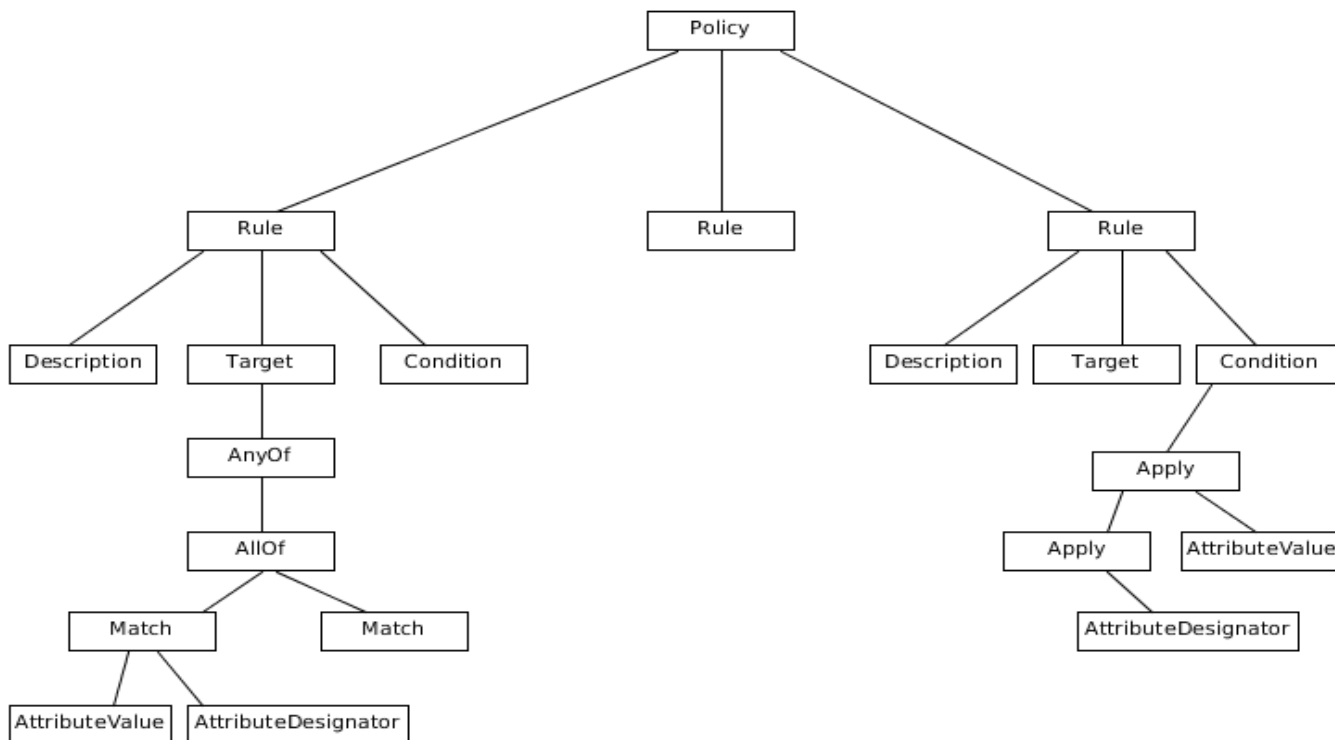 Policy
Rule
Rule
Rule
Description
Target
Condition
Description
Target
Condition
AnyOf
Apply
AllOf
Apply
AttributeValue
Match
Match
AttributeDesignator
AttributeValue
AttributeDesignator